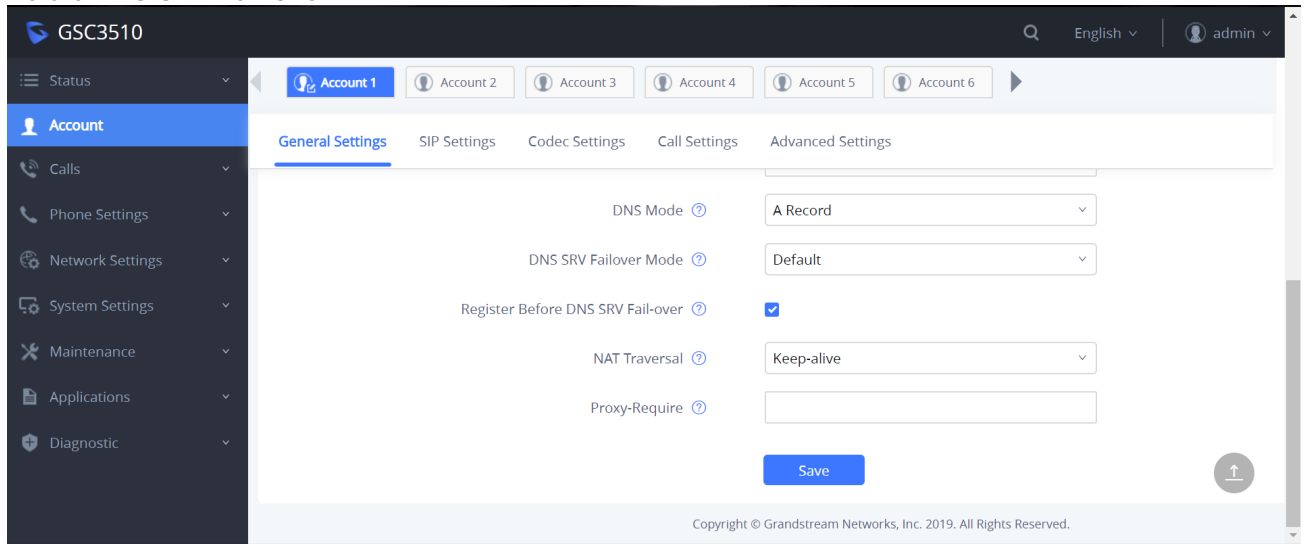 GSC3510
English
admin
Status
Account 1
Account 2
Account 3
Account 4
Account 5
Account 6
Account
General Settings
SIP Settings
Codec Settings
Call Settings
Advanced Settings
Calls
Phone Settings
DNS Mode
A Record
Network Settings
DNS SRV Failover Mode
Default
System Settings
Register Before DNS SRV Fail-over
Maintenance
NAT Traversal
Keep-alive
Applications
Proxy-Require
Diagnostic
Save
Copyright © Grandstream Networks, Inc. 2019. All Rights Reserved.